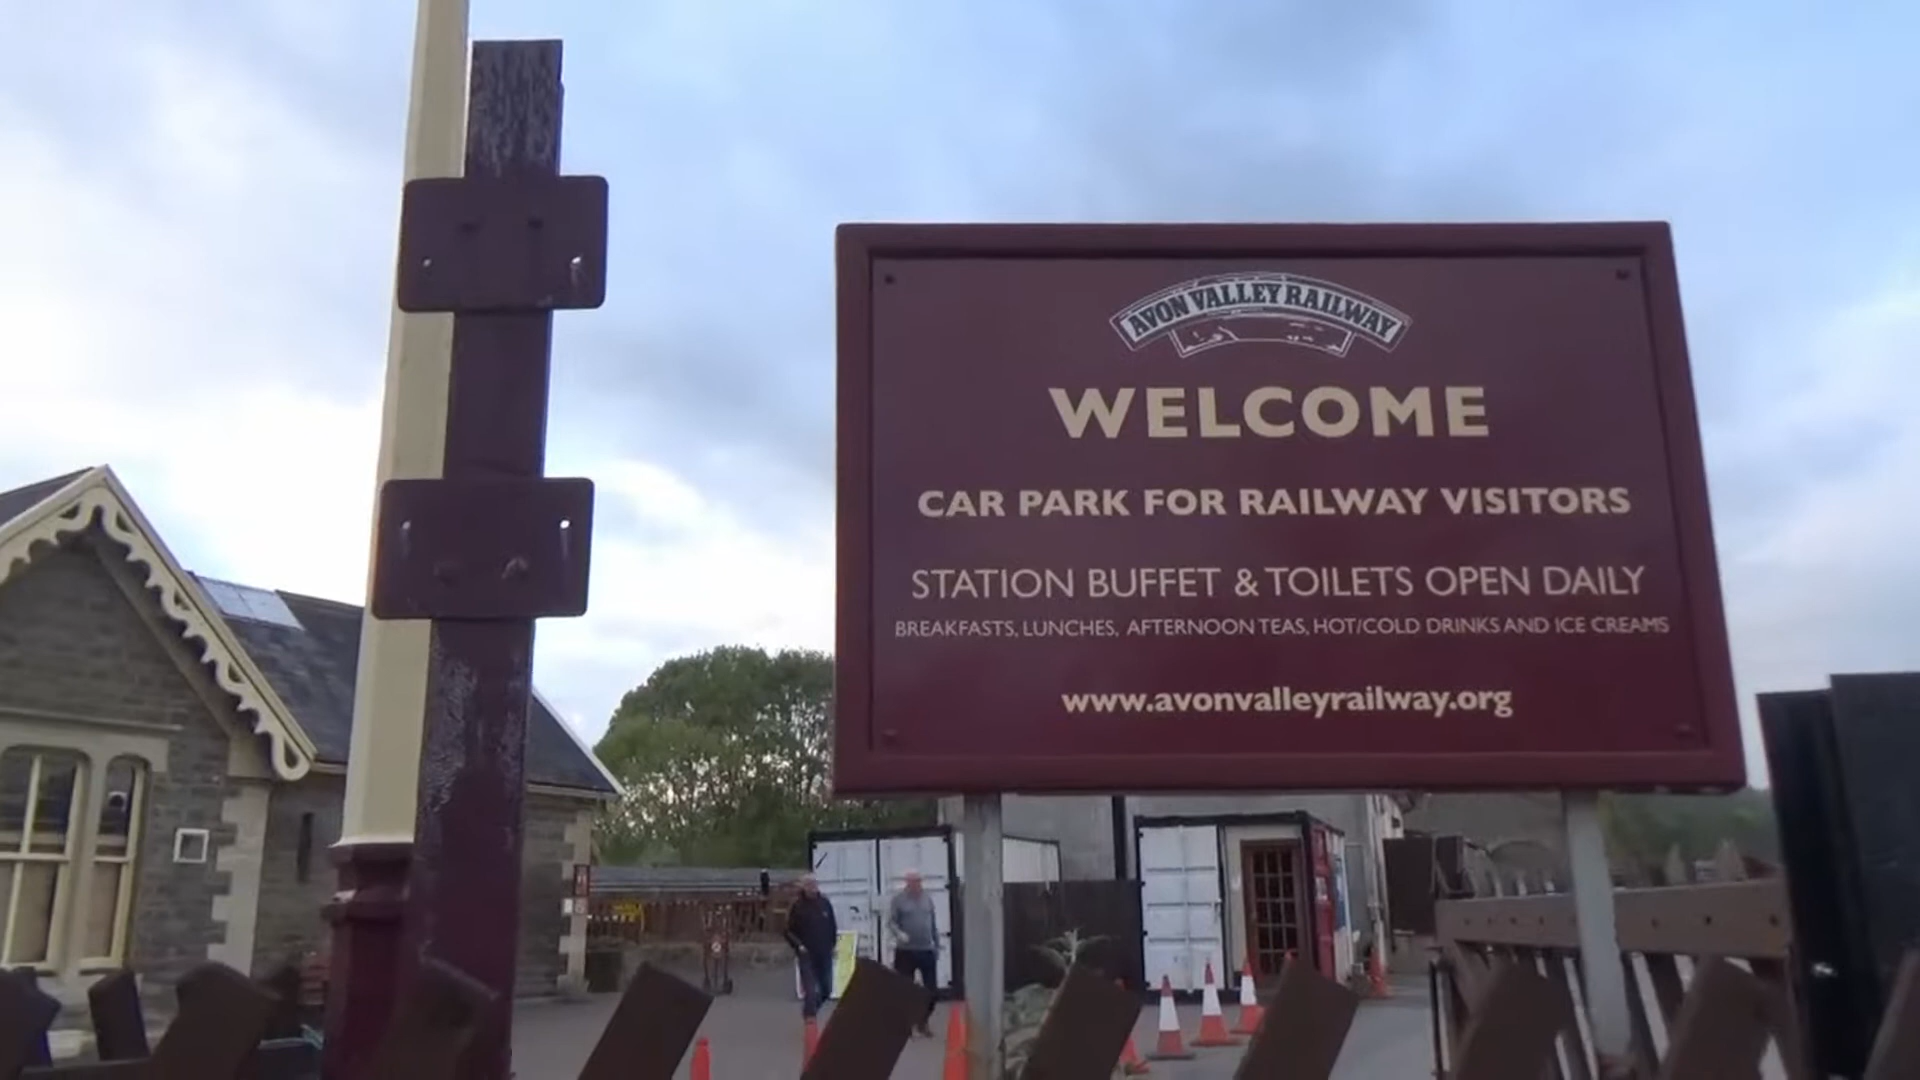 AVON VALLEY RAILWAY
WELCOME
CAR PARK FOR RAILWAY VISITORS
STATION BUFFET & TOILETS OPEN DAILY
BREAKFASTS, LUNCHES, AFTERNOON TEAS, HOT/COLD DRINKS AND ICE CREAMS
www.avonvalleyrailway.org